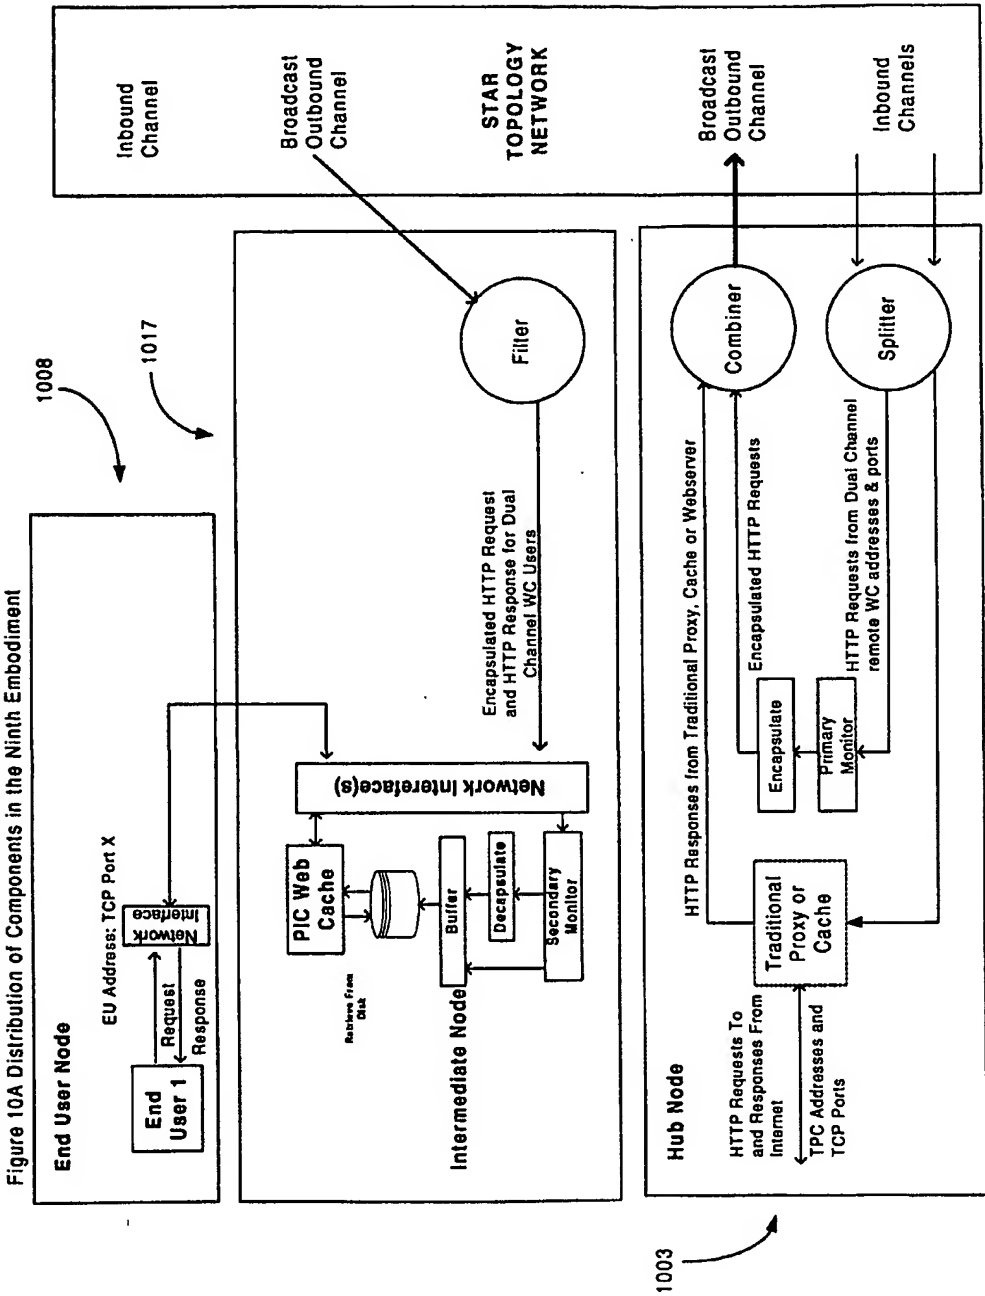 Figure 10A Distribution of Components in the Ninth Embodiment
1008
1017
1003
End User Node
EU Address: TCP Port X
End
User 1
Request
Response
Network
Interface
Intermediate Node
PIC Web
Cache
Retrieve From
Disk
Buffer
Decapsulate
Secondary
Monitor
Network Intereface(s)
Encapsulated HTTP Request
and HTTP Response for Dual
Channel WC Users
Filter
Hub Node
HTTP Requests To
and Responses From
Internet
TPC Addresses and
TCP Ports
Traditional
Proxy or
Cache
HTTP Responses from Traditional Proxy, Cache or Webserver
Encapsulated HTTP Requests
Encapsulate
Primary
Monitor
HTTP Requests from Dual Channel
remote WC addresses & ports
Combiner
Splitter
Inbound
Channel
Broadcast
Outbound
Channel
STAR
TOPOLOGY
NETWORK
Broadcast
Outbound
Channel
Inbound
Channels